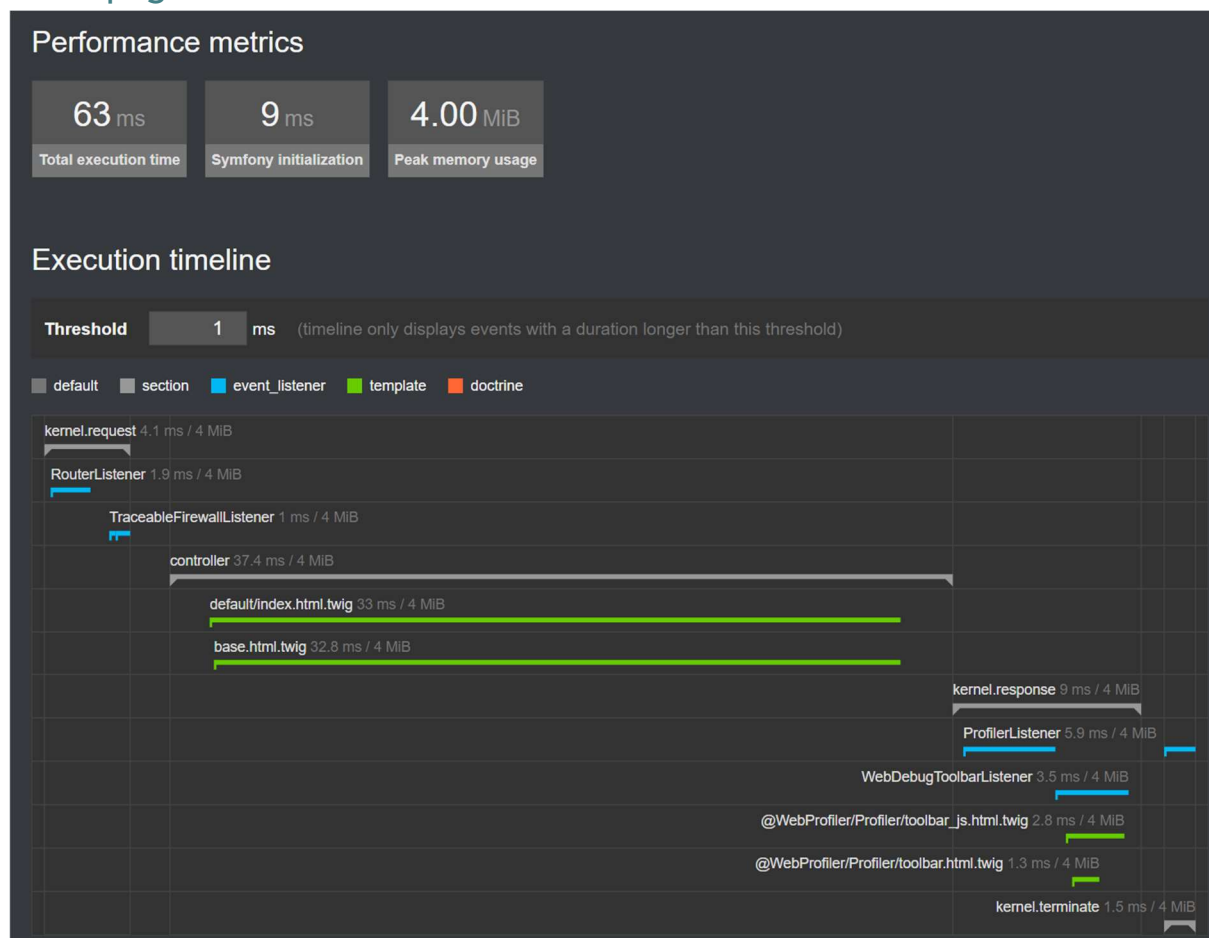 Performance metrics
63 ms
9 ms
4.00 MiB
Total execution time
Symfony initialization
Peak memory usage
Execution timeline
Threshold 1 ms (timeline only displays events with a duration longer than this threshold)
default section event_listener template doctrine
kernel.request 4.1 ms / 4 MiB
RouterListener 1.9 ms / 4 MiB
TraceableFirewallListener 1 ms / 4 MiB
controller 37.4 ms / 4 MiB
default/index.html.twig 33 ms / 4 MiB
base.html.twig 32.8 ms / 4 MiB
kernel.response 9 ms / 4 MiB
ProfilerListener 5.9 ms / 4 MiB
WebDebugToolbarListener 3.5 ms / 4 MiB
@WebProfiler/Profiler/toolbar_js.html.twig 2.8 ms / 4 MiB
@WebProfiler/Profiler/toolbar.html.twig 1.3 ms / 4 MiB
kernel.terminate 1.5 ms / 4 MiB